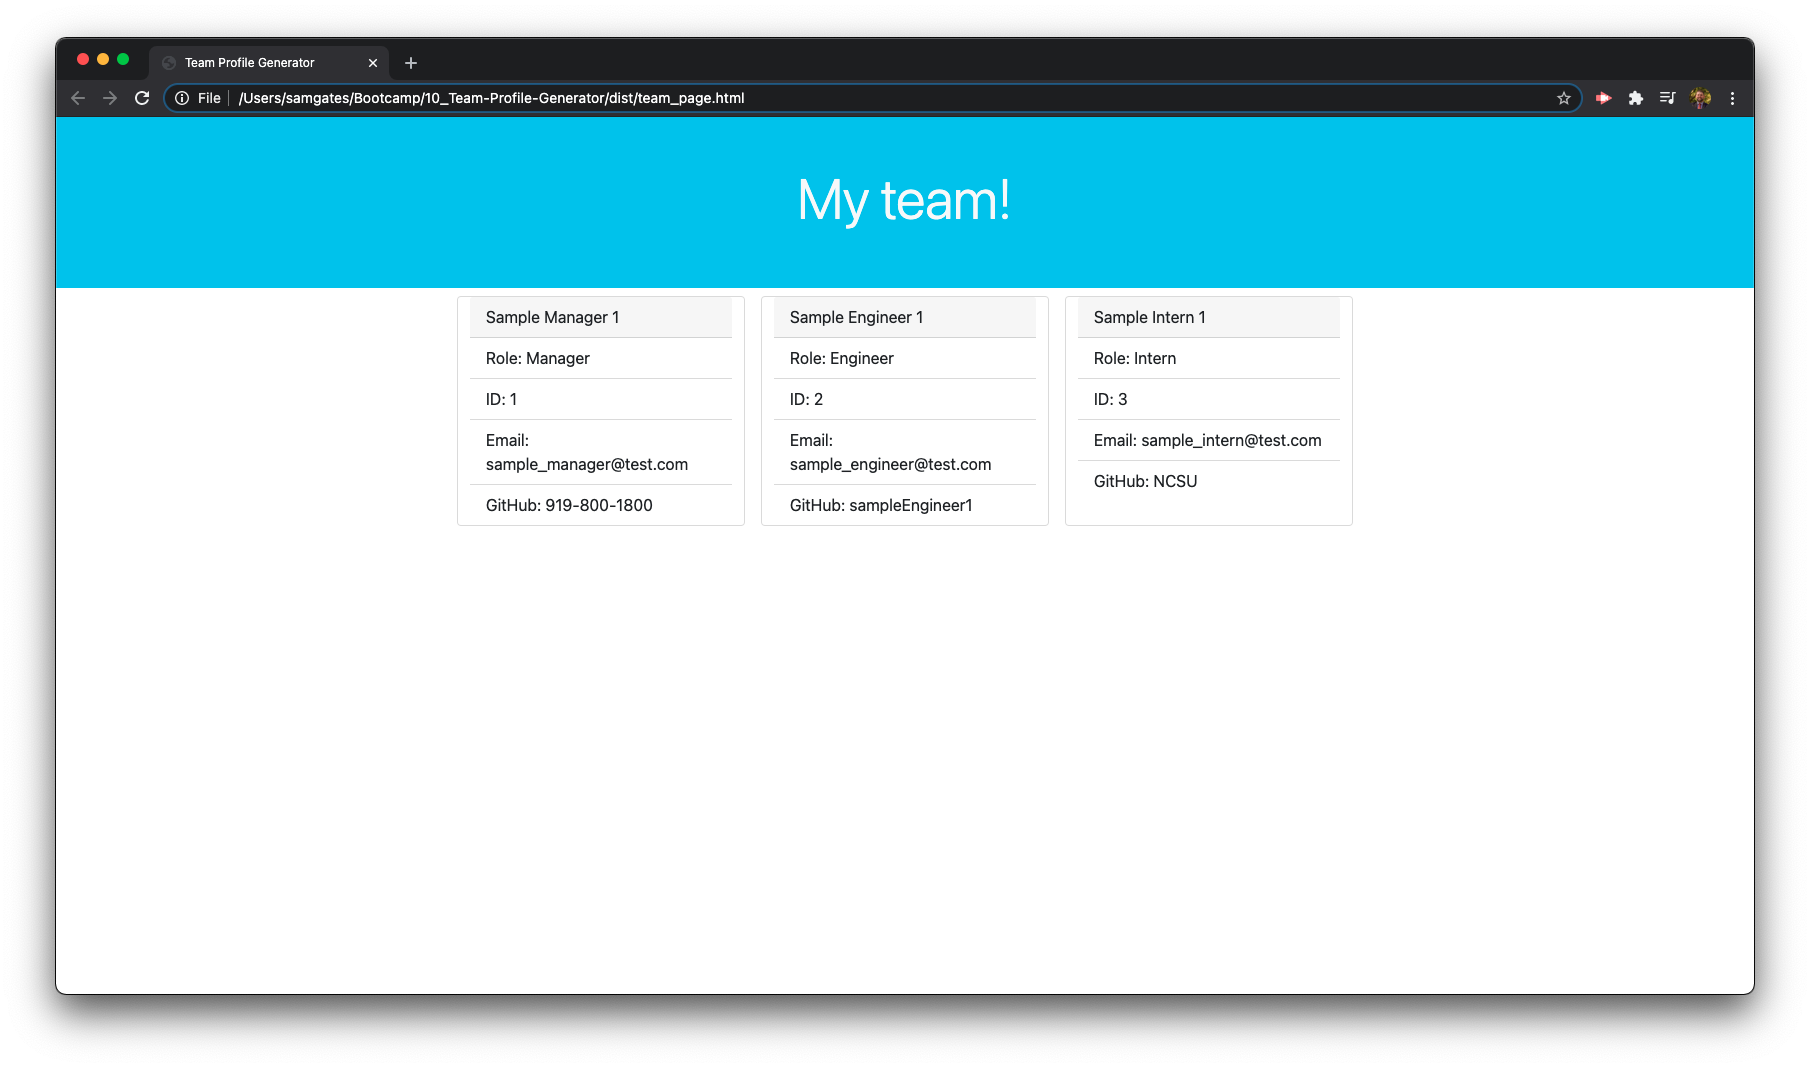 Team Profile Generator
File /Users/samgates/Bootcamp/10_Team-Profile-Generator/dist/team_page.html
My team!
Sample Manager 1
Role: Manager
ID: 1
Email:
sample_manager@test.com
GitHub: 919-800-1800
Sample Engineer 1
Role: Engineer
ID: 2
Email:
sample_engineer@test.com
GitHub: sampleEngineer1
Sample Intern 1
Role: Intern
ID: 3
Email: sample_intern@test.com
GitHub: NCSU